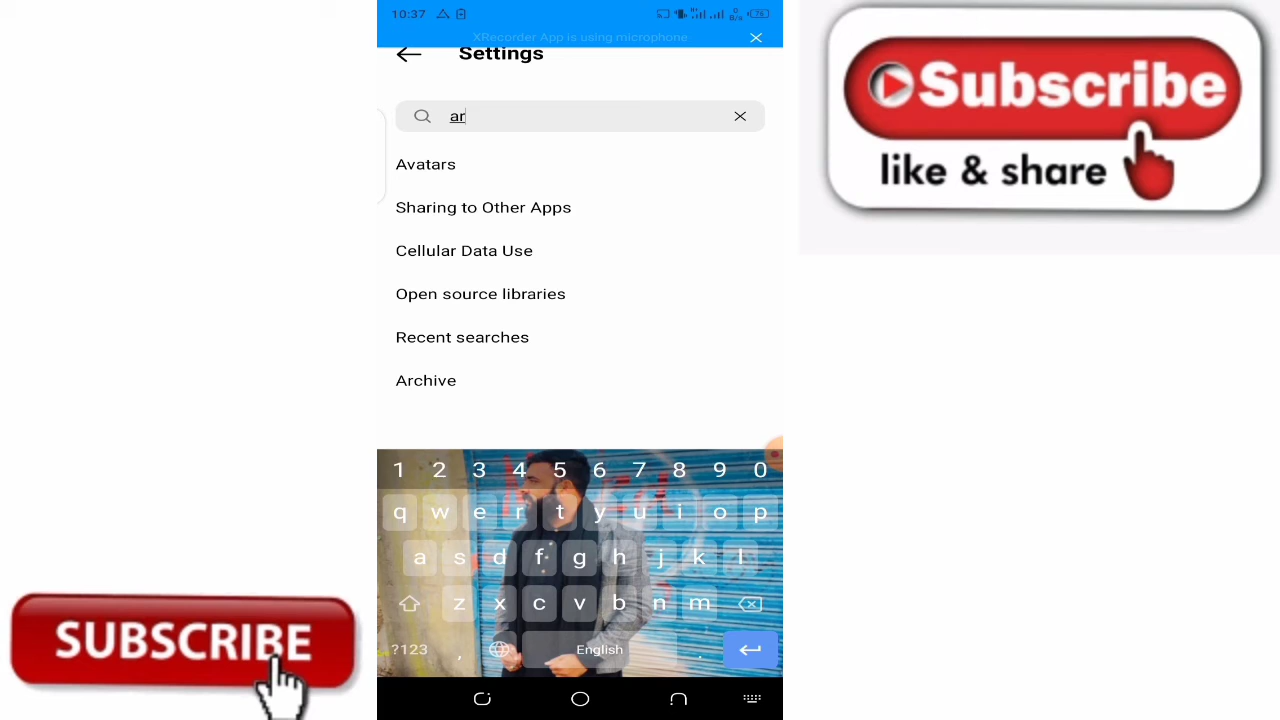 10:37
0
B/s
76
XRecorder App is using microphone
Settings
ar
Avatars
Sharing to Other Apps
Cellular Data Use
Open source libraries
Recent searches
Archive
1 2 3 4 5 6 7 8 9 0
q w e r t y u i o p
a s d f g h j k l
z x c v b n m
?123 , English .
Subscribe
like & share
SUBSCRIBE